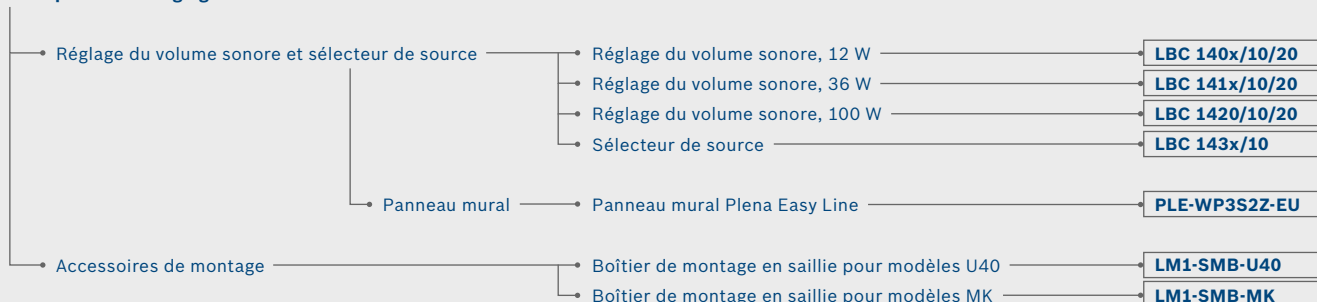 Réglage du volume sonore et sélecteur de source Réglage du volume sonore, 12 W LBC 140x/10/20
Réglage du volume sonore, 36 W LBC 141x/10/20
Réglage du volume sonore, 100 W LBC 1420/10/20
Sélecteur de source LBC 143x/10
Panneau mural Panneau mural Plena Easy Line PLE-WP3S2Z-EU
Accessoires de montage Boîtier de montage en saillie pour modèles U40 LM1-SMB-U40
Boîtier de montage en saillie pour modèles MK LM1-SMB-MK